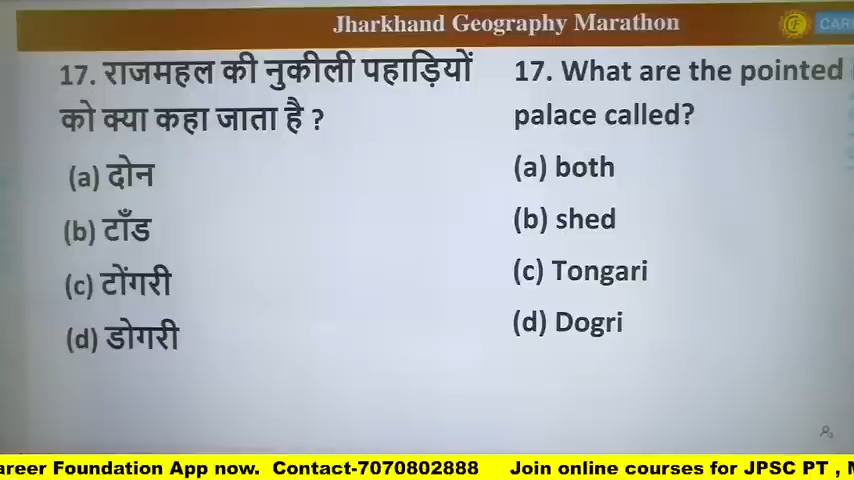 Jharkhand Geography Marathon
17. राजमहल की नुकीली पहाड़ियों
को क्या कहा जाता है ?
(a) दोन
(b) टाँड
(c) टोंगरी
(d) डोगरी
17. What are the pointed
palace called?
(a) both
(b) shed
(c) Tongari
(d) Dogri
areer Foundation App now. Contact-7070802888 Join online courses for JPSC PT ,